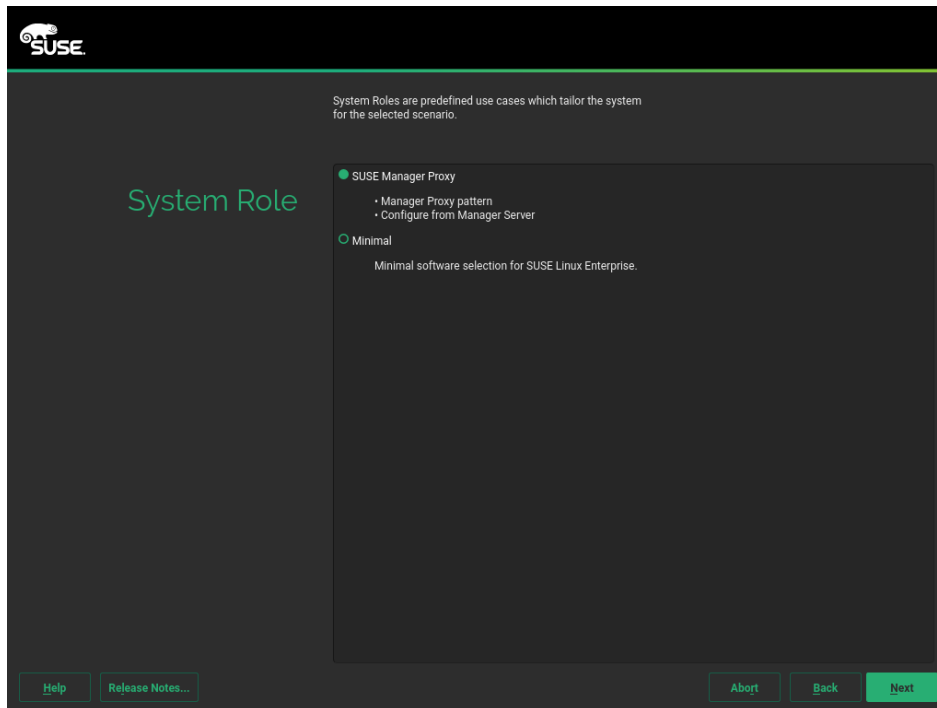 SUSE.
System Roles are predefined use cases which tailor the system
for the selected scenario.
System Role
SUSE Manager Proxy
• Manager Proxy pattern
• Configure from Manager Server
Minimal
Minimal software selection for SUSE Linux Enterprise.
Help Release Notes... Abort Back Next